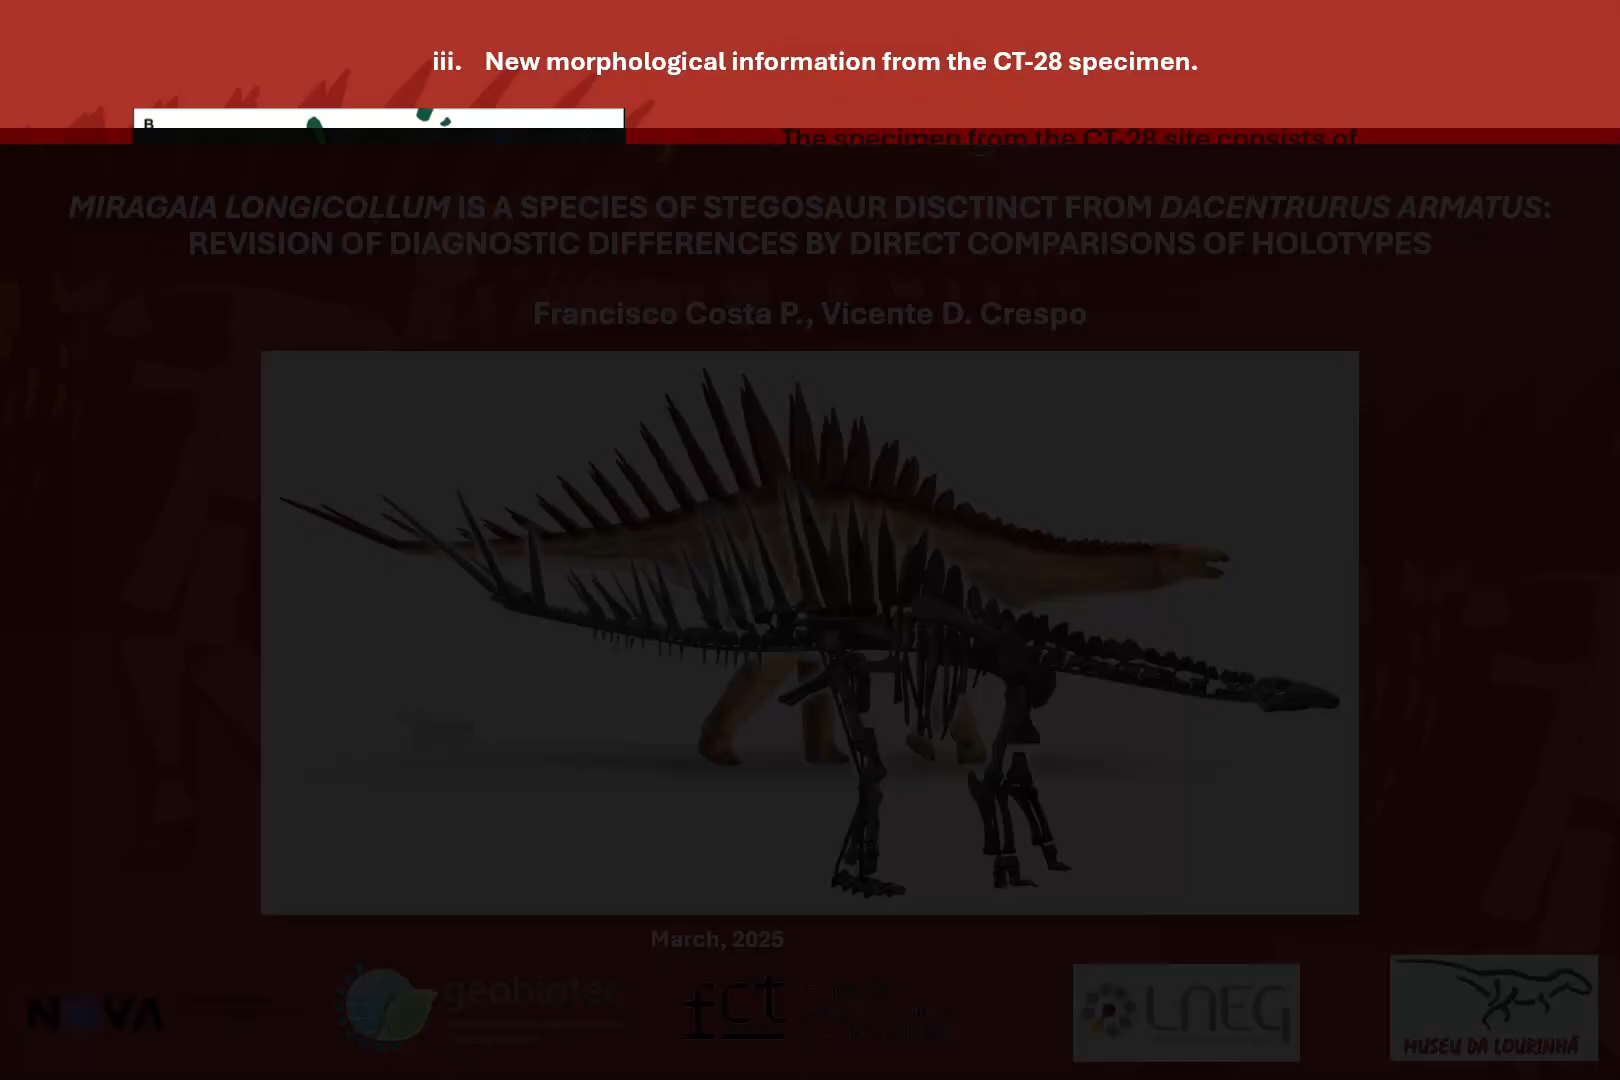 iii. New morphological information from the CT-28 specimen.
B
The specimen from the CT-28 site consists of
MIRAGAIA LONGICOLLUM IS A SPECIES OF STEGOSAUR DISCTINCT FROM DACENTRURUS ARMATUS:
REVISION OF DIAGNOSTIC DIFFERENCES BY DIRECT COMPARISONS OF HOLOTYPES
Francisco Costa P., Vicente D. Crespo
March, 2025
NOVA
geobiotec
fct
LNEG
MUSEU DA LOURINHÃ